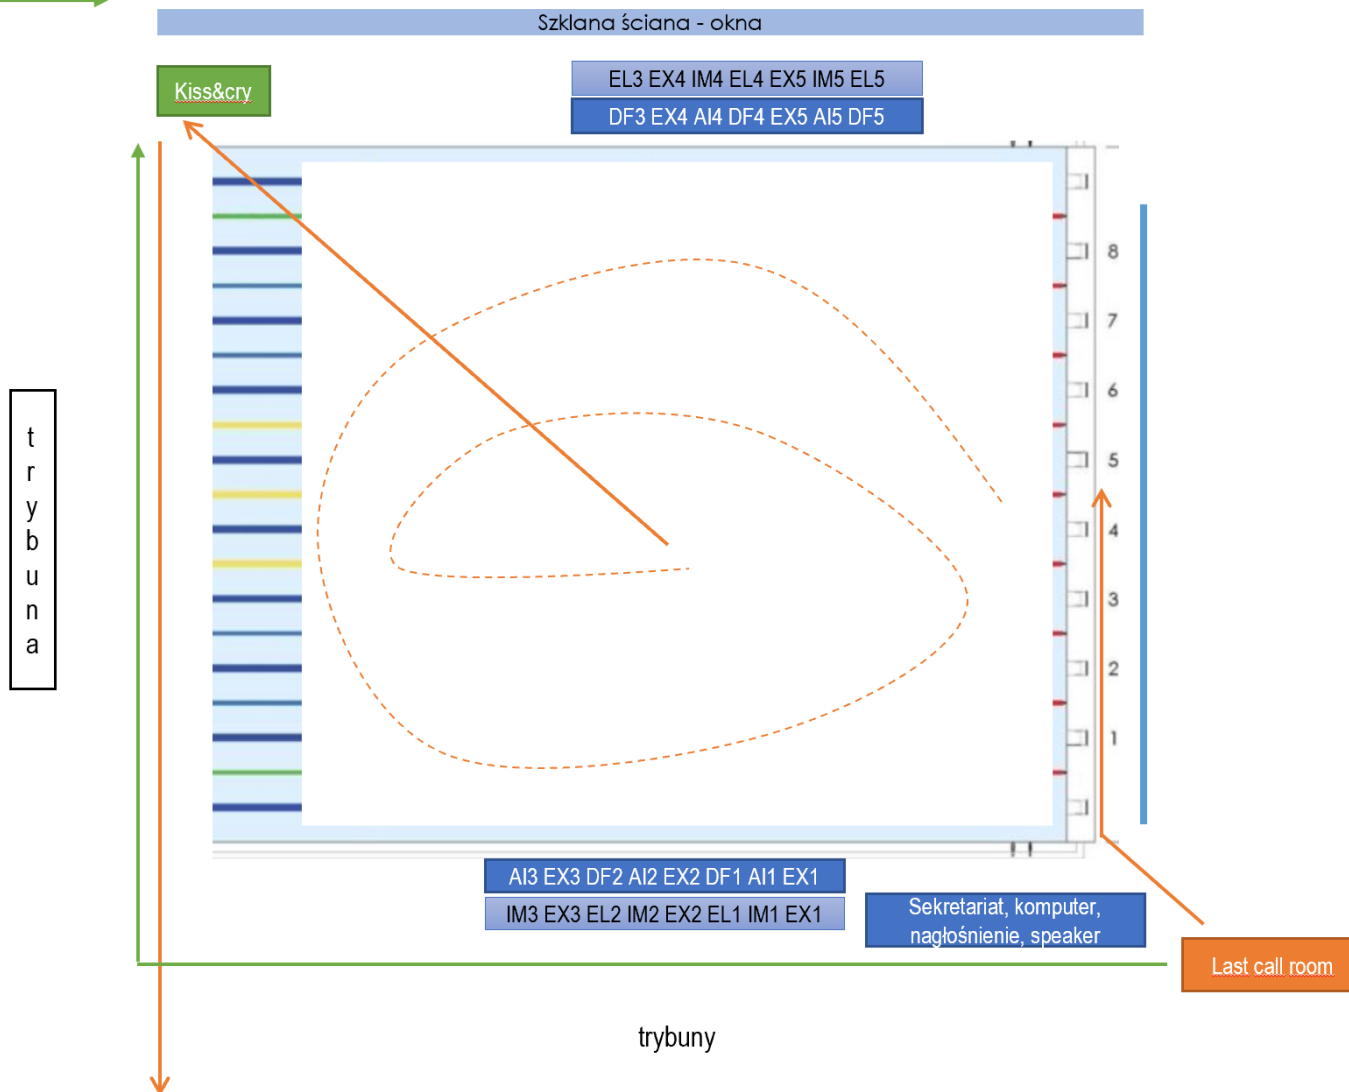 Szklana ściana - okna
Kiss&cry
EL3 EX4 IM4 EL4 EX5 IM5 EL5
DF3 EX4 AI4 DF4 EX5 AI5 DF5
8
7
6
5
4
3
2
1
trybuna
AI3 EX3 DF2 AI2 EX2 DF1 AI1 EX1
IM3 EX3 EL2 IM2 EX2 EL1 IM1 EX1
Sekretariat, komputer,
nagłośnienie, speaker
Last call room
trybuny